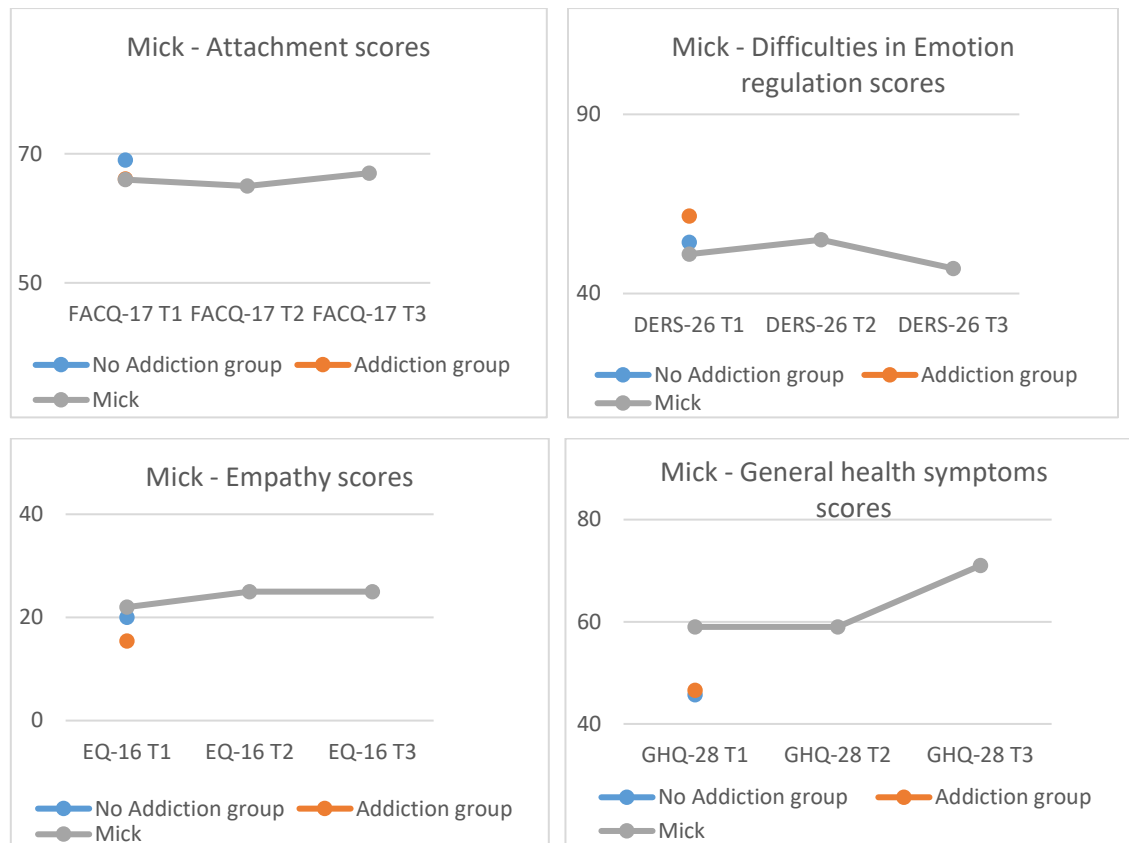 Mick - Attachment scores
70
50
FACQ-17 T1 FACQ-17 T2 FACQ-17 T3
No Addiction group Addiction group
Mick
Mick - Difficulties in Emotion
regulation scores
90
40
DERS-26 T1 DERS-26 T2 DERS-26 T3
No Addiction group Addiction group
Mick
Mick - Empathy scores
40
20
0
EQ-16 T1 EQ-16 T2 EQ-16 T3
No Addiction group Addiction group
Mick
Mick - General health symptoms
scores
80
60
40
GHQ-28 T1 GHQ-28 T2 GHQ-28 T3
No Addiction group Addiction group
Mick